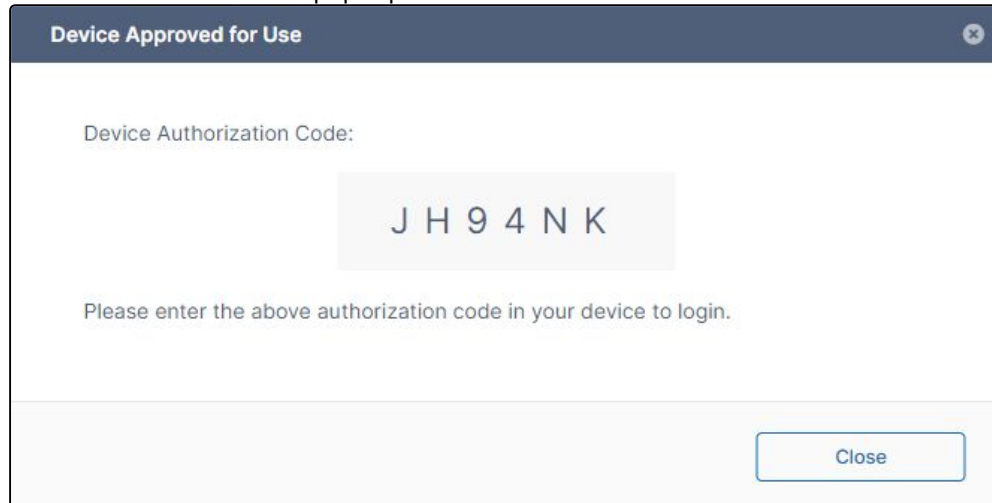 Device Approved for Use
Device Authorization Code:
J H 9 4 N K
Please enter the above authorization code in your device to login.
Close